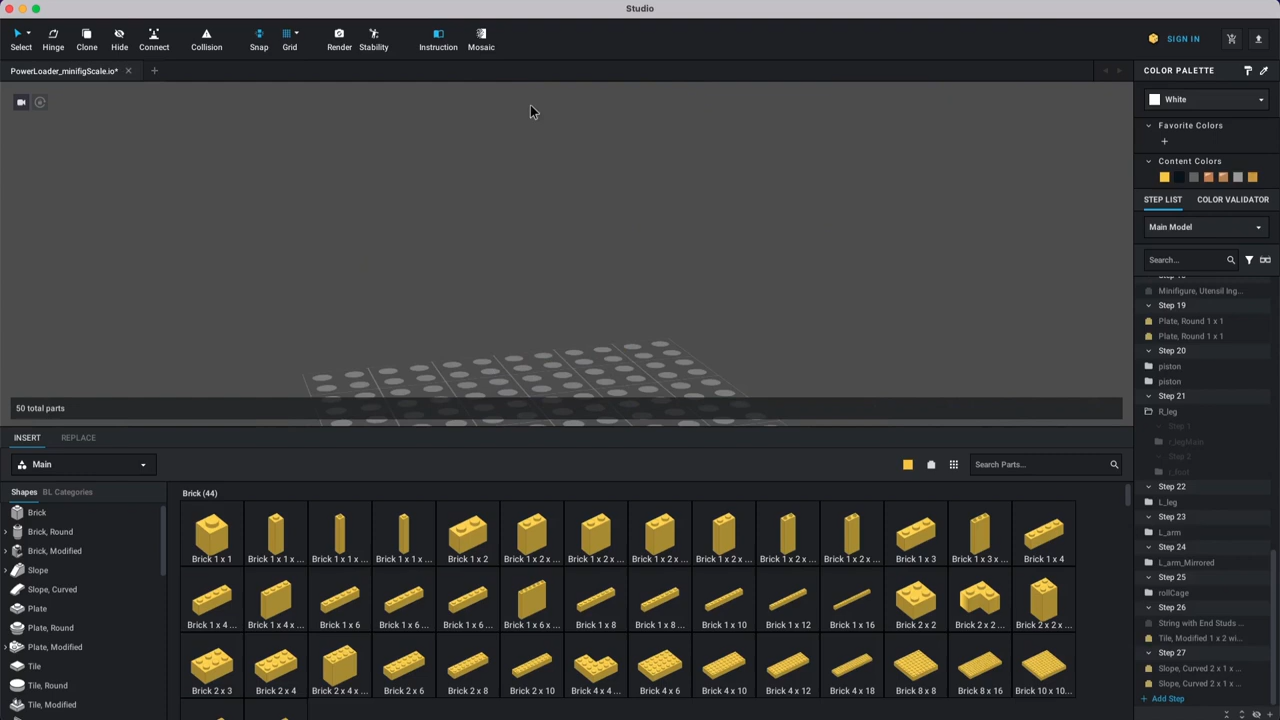 Studio
Select Hinge Clone Hide Connect Collision Snap Grid Render Stability Instruction Mosaic SIGN IN
PowerLoader_minifigScale.io*
COLOR PALETTE
White
Favorite Colors
Content Colors
STEP LIST COLOR VALIDATOR
Main Model
Search...
Minifigure, Utensil Ing...
Step 19
Plate, Round 1 x 1
Plate, Round 1 x 1
Step 20
piston
piston
Step 21
R_leg
Step 1
r_legMain
Step 2
r_foot
Step 22
L_leg
Step 23
L_arm
Step 24
L_arm_Mirrored
Step 25
rollCage
Step 26
String with End Studs ...
Tile, Modified 1 x 2 wi...
Step 27
Slope, Curved 2 x 1 x ...
Slope, Curved 2 x 1 x ...
+ Add Step
50 total parts
INSERT REPLACE
Main
Search Parts...
Shapes BL Categories
Brick
Brick, Round
Brick, Modified
Slope
Slope, Curved
Plate
Plate, Round
Plate, Modified
Tile
Tile, Round
Tile, Modified
Brick (44)
Brick 1 x 1 Brick 1 x 1 x ... Brick 1 x 1 x ... Brick 1 x 1 x ... Brick 1 x 2 Brick 1 x 2 x ... Brick 1 x 2 x ... Brick 1 x 2 x ... Brick 1 x 2 x ... Brick 1 x 2 x ... Brick 1 x 2 x ... Brick 1 x 3 Brick 1 x 3 x ... Brick 1 x 4
Brick 1 x 4 ... Brick 1 x 4 x ... Brick 1 x 6 Brick 1 x 6 ... Brick 1 x 6 ... Brick 1 x 6 x ... Brick 1 x 8 Brick 1 x 8 ... Brick 1 x 10 Brick 1 x 12 Brick 1 x 16 Brick 2 x 2 Brick 2 x 2 ... Brick 2 x 2 x ...
Brick 2 x 3 Brick 2 x 4 Brick 2 x 4 x ... Brick 2 x 6 Brick 2 x 8 Brick 2 x 10 Brick 4 x 4 ... Brick 4 x 6 Brick 4 x 10 Brick 4 x 12 Brick 4 x 18 Brick 8 x 8 Brick 8 x 16 Brick 10 x 10...